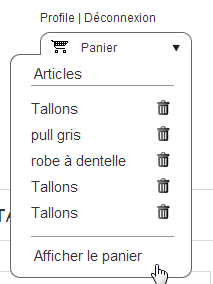 Profile | Déconnexion
Panier
Articles
Tallons
pull gris
robe à dentelle
Tallons
Tallons
Afficher le panier